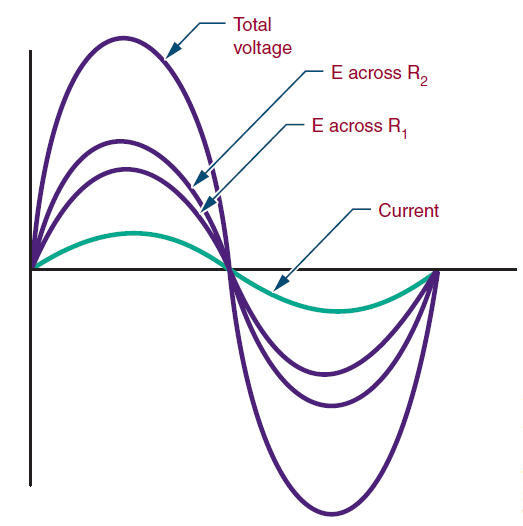 Total
voltage
E across R₂
E across R₁
Current